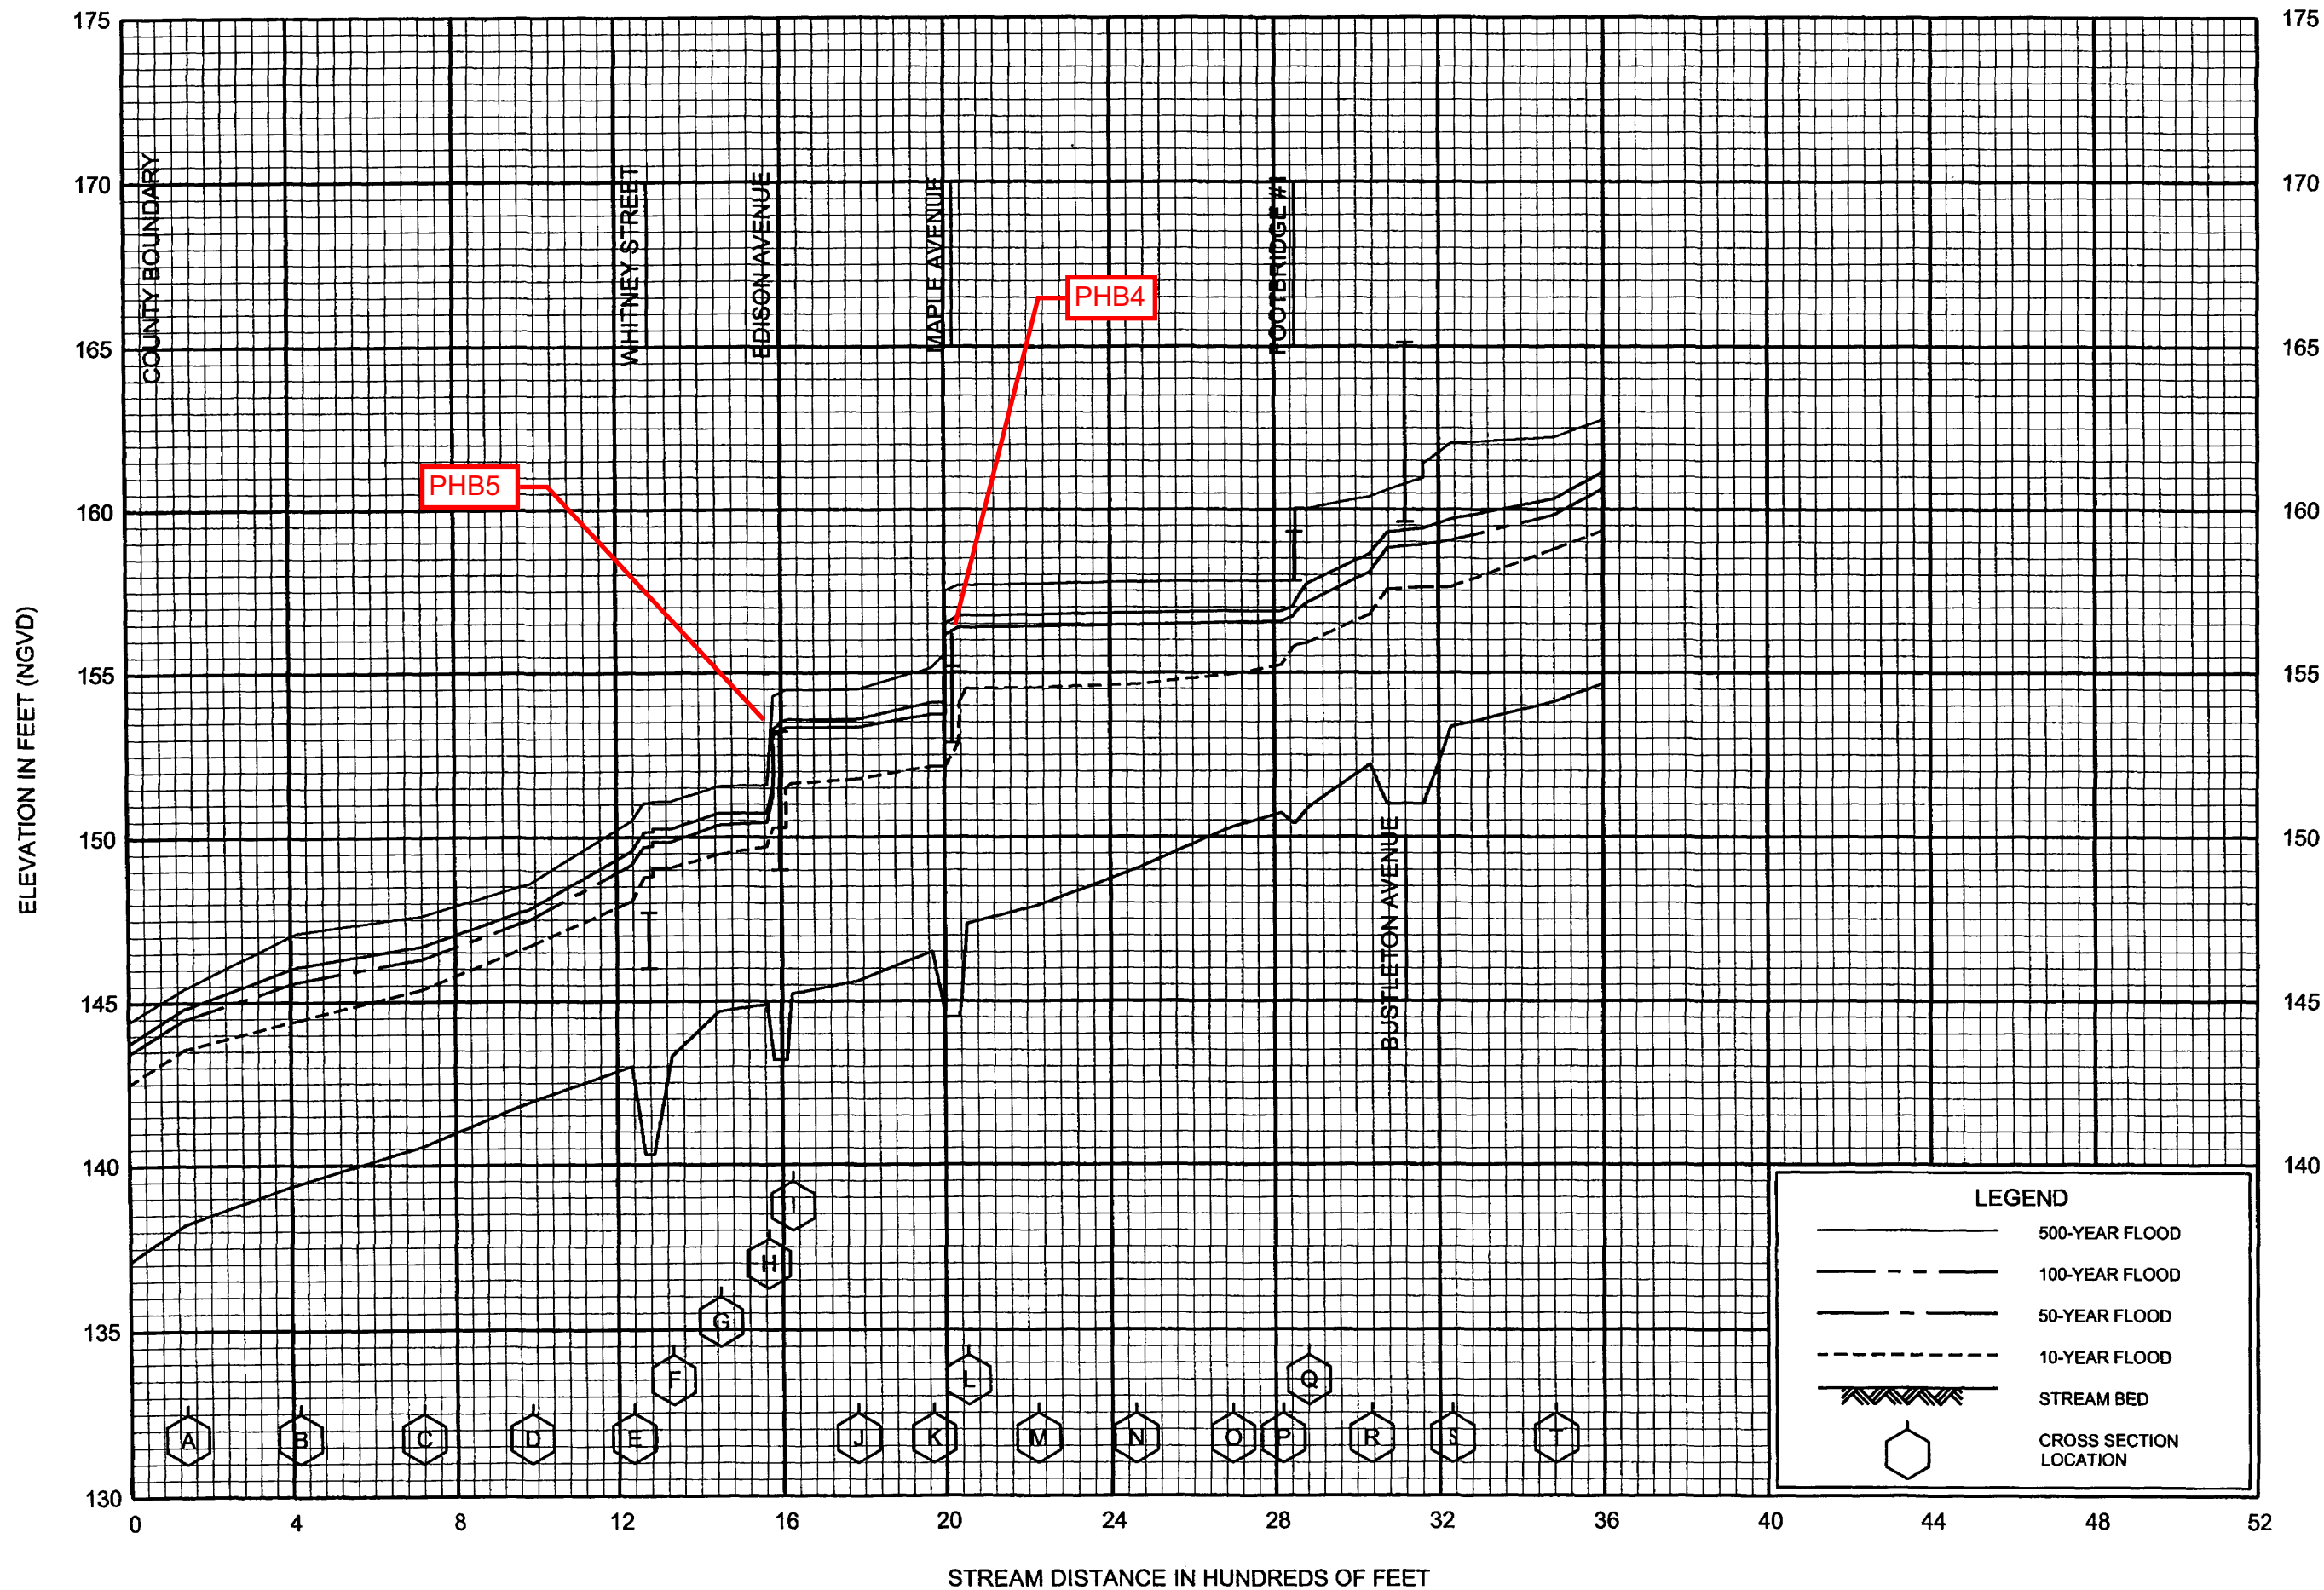 175
175
170
170
165
165
160
160
155
155
150
150
145
145
140
140
135
130
ELEVATION IN FEET (NGVD)
COUNTY BOUNDARY
WHITNEY STREET
EDISON AVENUE
MAPLE AVENUE
FOOTBRIDGE #1
BUSTLETON AVENUE
PHB4
PHB5
I
H
G
F
L
Q
A
B
C
D
E
J
K
M
N
O
P
R
S
T
LEGEND
500-YEAR FLOOD
100-YEAR FLOOD
50-YEAR FLOOD
10-YEAR FLOOD
STREAM BED
CROSS SECTION
LOCATION
0 4 8 12 16 20 24 28 32 36 40 44 48 52
STREAM DISTANCE IN HUNDREDS OF FEET